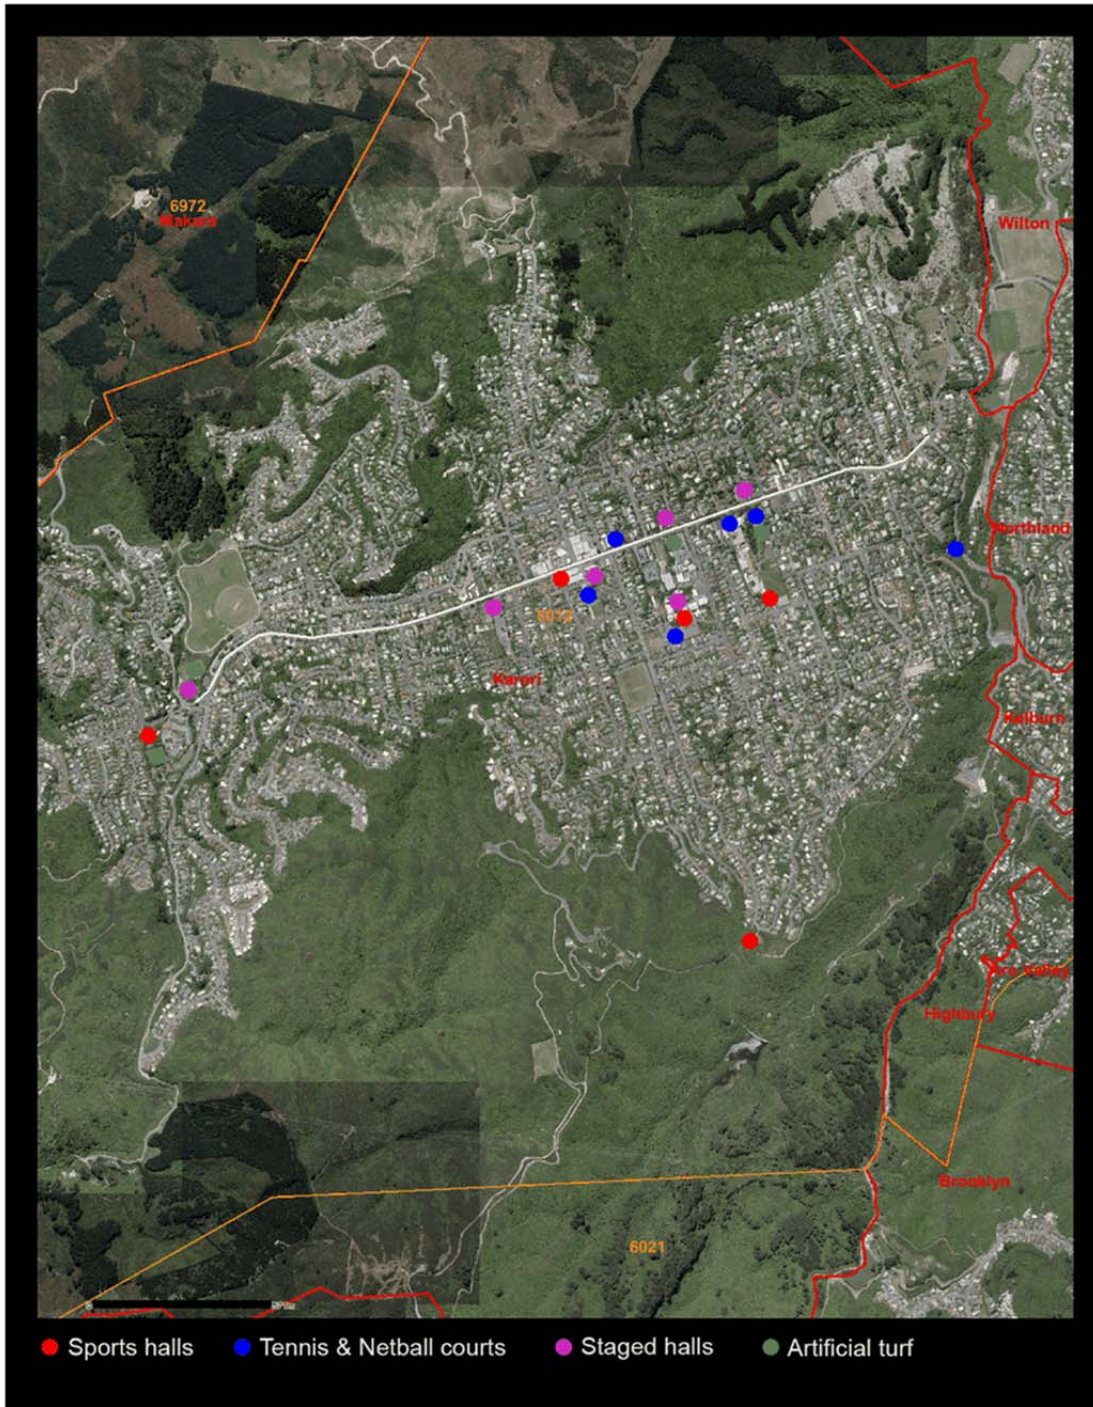 6972
Makara
Wilton
Northland
6012
Karori
Kelburn
Aro Valley
Highbury
Brooklyn
6021
Sports halls
Tennis & Netball courts
Staged halls
Artificial turf